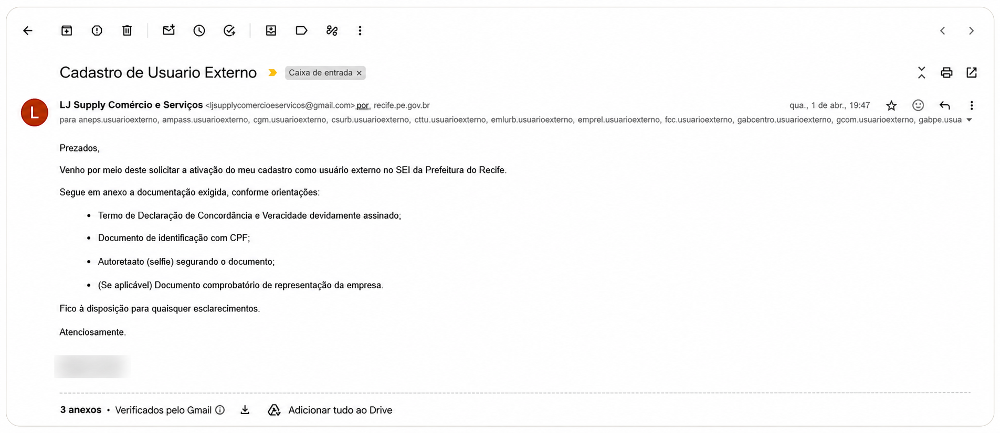 Cadastro de Usuario Externo Caixa de entrada ×
L LJ Supply Comércio e Serviços <ljsupplycomercioeservicos@gmail.com> por, recife.pe.gov.br qua., 1 de abr., 19:47
para aneps.usuarioexterno, ampass.usuarioexterno, cgm.usuarioexterno, csurb.usuarioexterno, cttu.usuarioexterno, emlurb.usuarioexterno, emprel.usuarioexterno, fcc.usuarioexterno, gabcentro.usuarioexterno, gcom.usuarioexterno, gabpe.usua
Prezados,
Venho por meio deste solicitar a ativação do meu cadastro como usuário externo no SEI da Prefeitura do Recife.
Segue em anexo a documentação exigida, conforme orientações:
• Termo de Declaração de Concordância e Veracidade devidamente assinado;
• Documento de identificação com CPF;
• Autoretaato (selfie) segurando o documento;
• (Se aplicável) Documento comprobatório de representação da empresa.
Fico à disposição para quaisquer esclarecimentos.
Atenciosamente.
3 anexos • Verificados pelo Gmail Adicionar tudo ao Drive